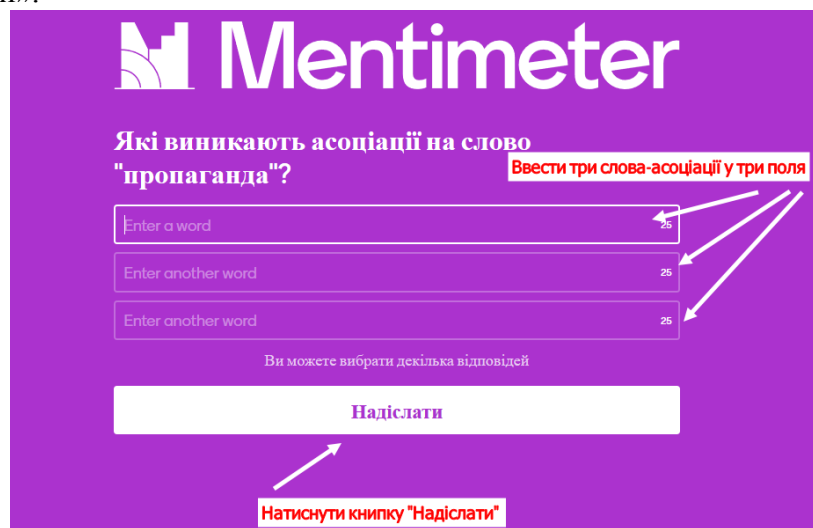 Mentimeter
Які виникають асоціації на слово
"пропаганда"?
Ввести три слова-асоціації у три поля
Enter a word 25
Enter another word 25
Enter another word 25
Ви можете вибрати декілька відповідей
Надіслати
Натиснути книпку "Надіслати"